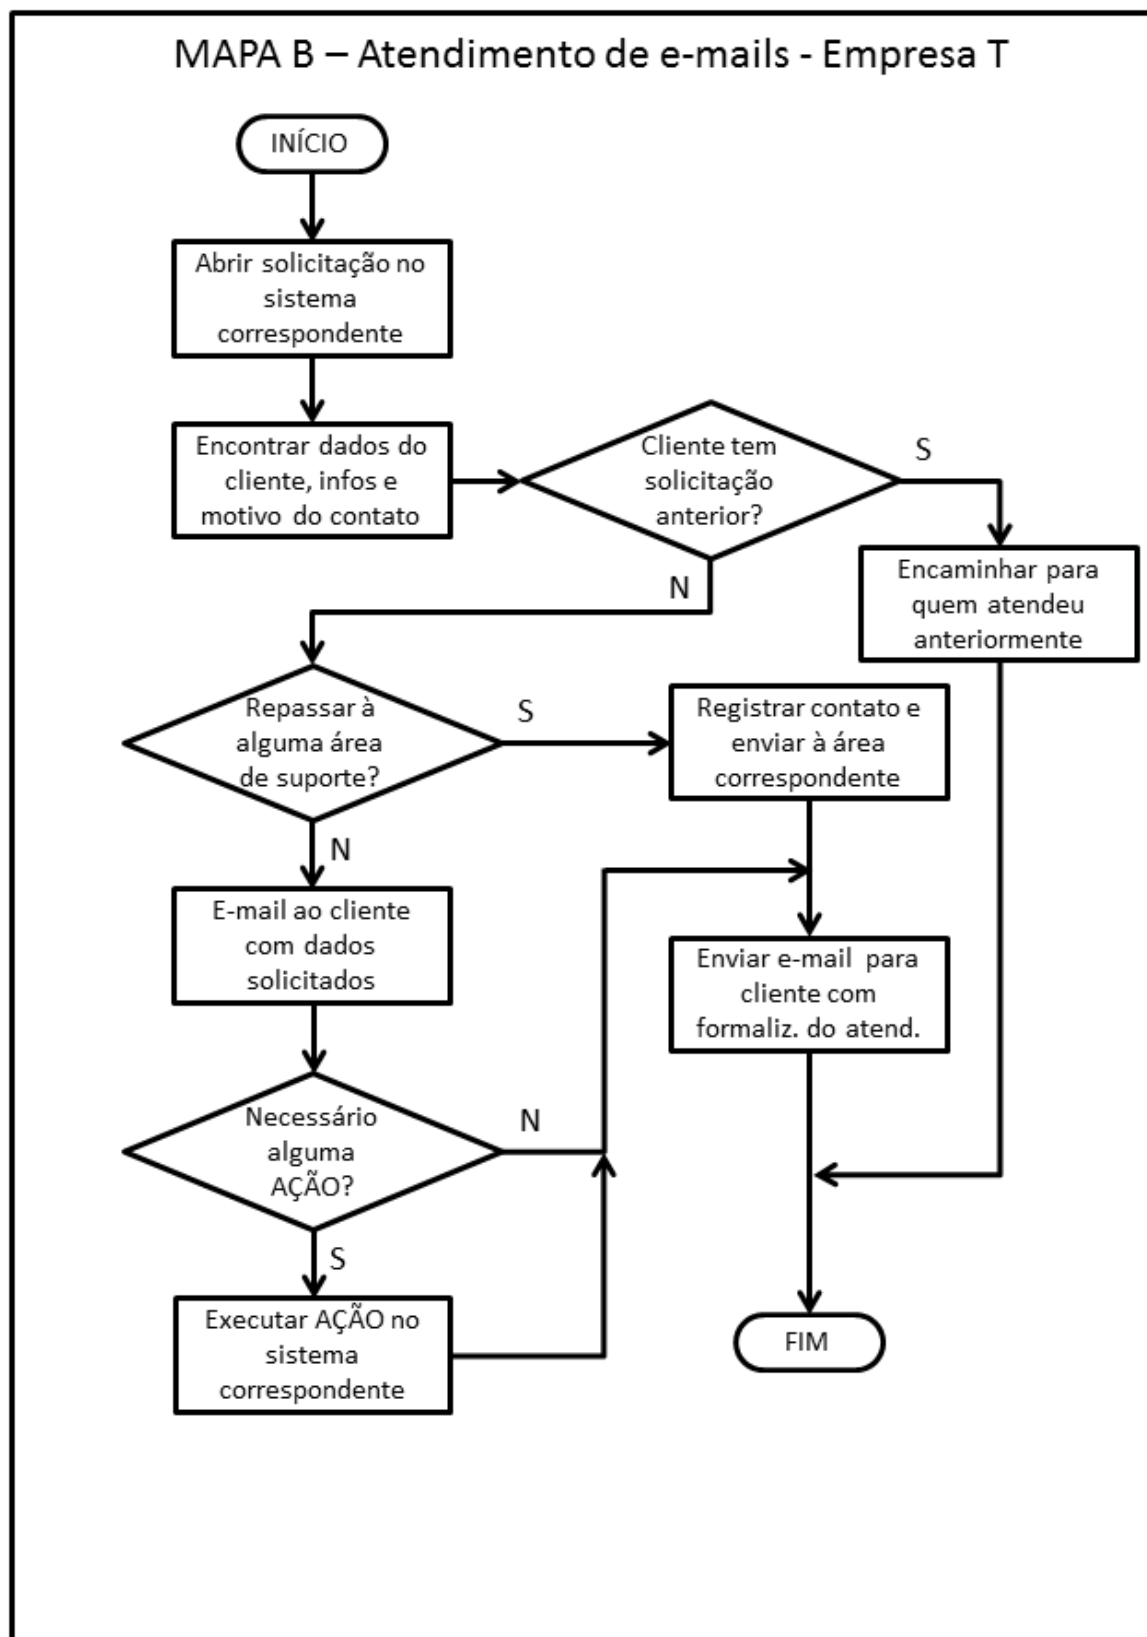 MAPA B – Atendimento de e-mails - Empresa T
INÍCIO
Abrir solicitação no
sistema
correspondente
Encontrar dados do
cliente, infos e
motivo do contato
Cliente tem
solicitação
anterior?
S
N
Encaminhar para
quem atendeu
anteriormente
Repassar à
alguma área
de suporte?
S
N
Registrar contato e
enviar à área
correspondente
E-mail ao cliente
com dados
solicitados
Enviar e-mail para
cliente com
formaliz. do atend.
Necessário
alguma
AÇÃO?
N
S
Executar AÇÃO no
sistema
correspondente
FIM